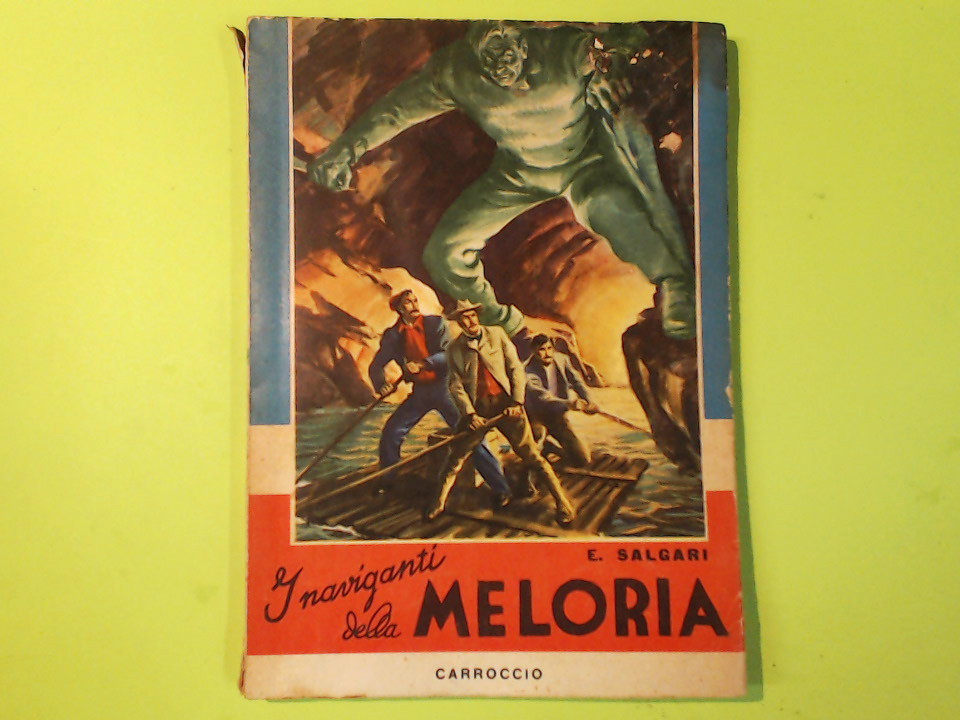 E. SALGARI
I naviganti
della MELORIA
CARROCCIO